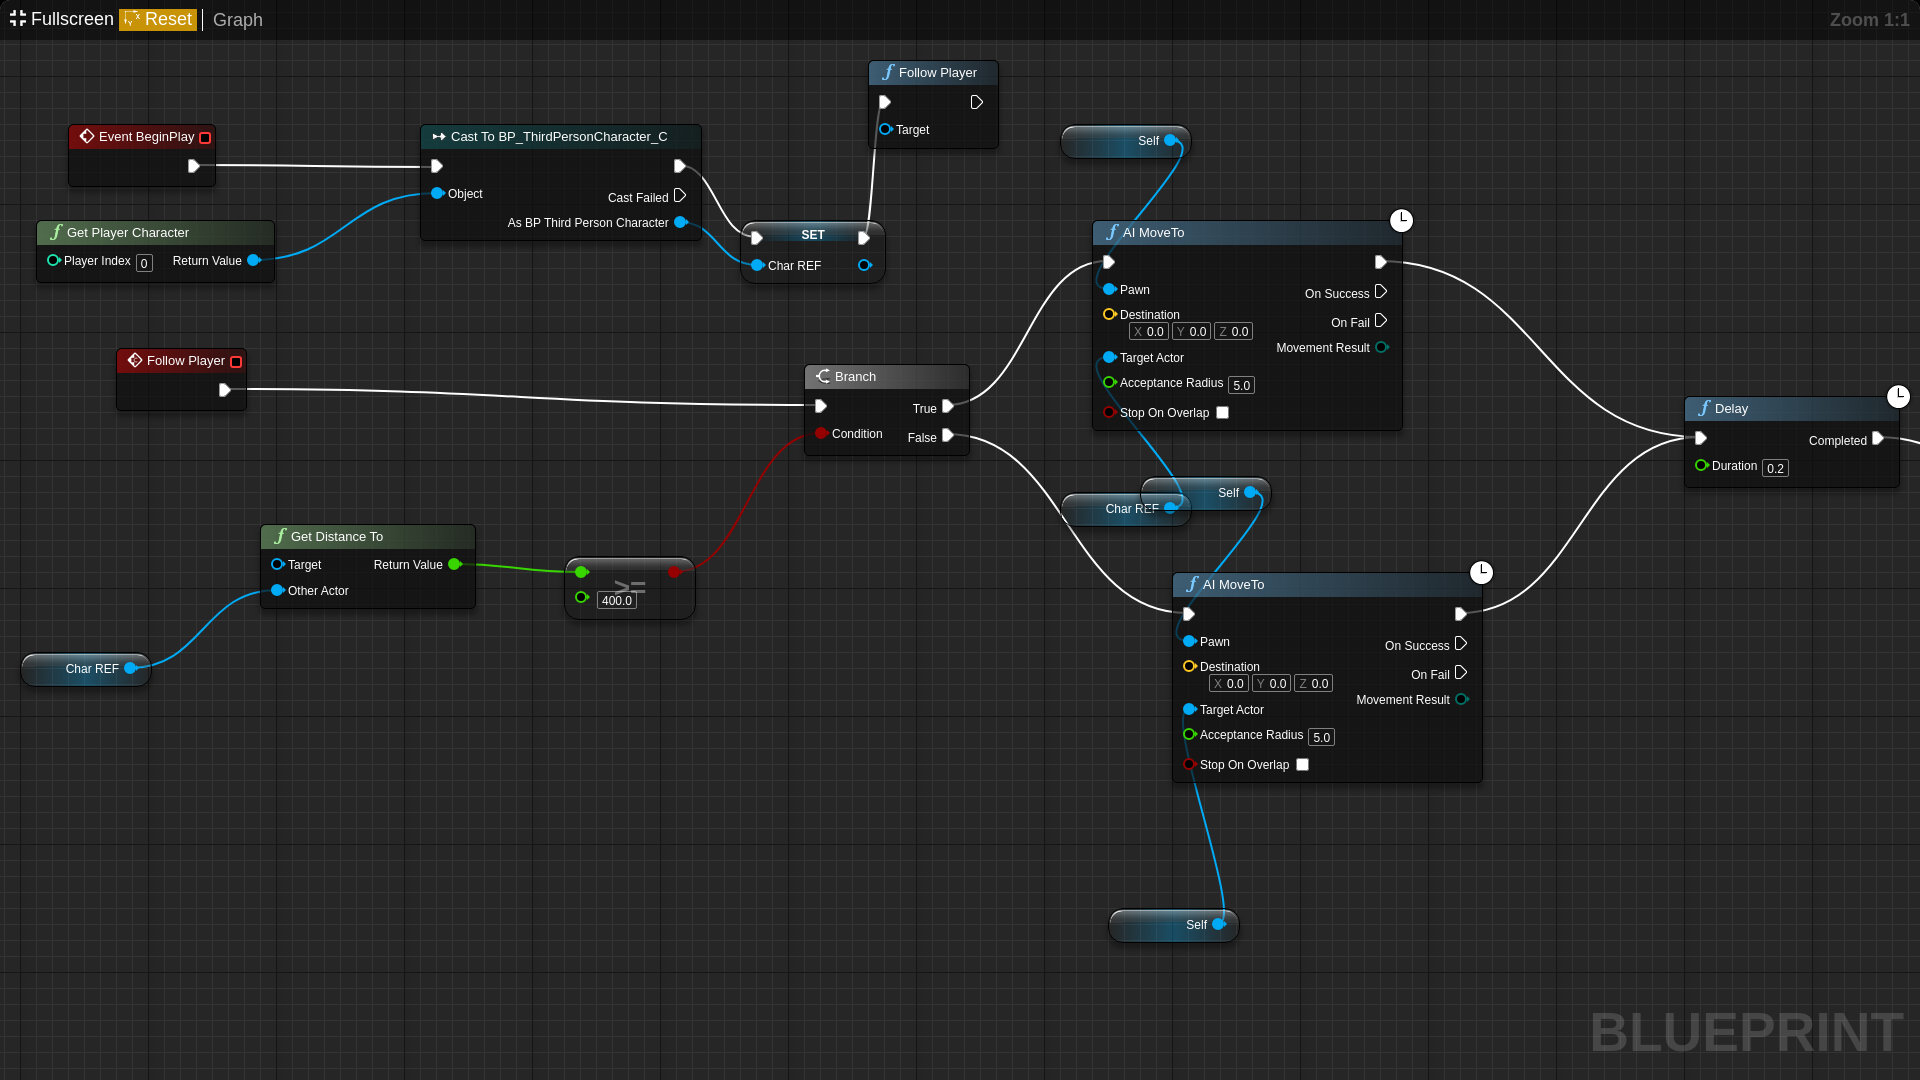 Fullscreen Reset Graph
Zoom 1:1
Follow Player
Target
Event BeginPlay
Cast To BP_ThirdPersonCharacter_C
Object
Cast Failed
As BP Third Person Character
Get Player Character
Player Index 0 Return Value
SET
Char REF
Self
AI MoveTo
Pawn
On Success
Destination
X 0.0 Y 0.0 Z 0.0
On Fail
Movement Result
Target Actor
Acceptance Radius 5.0
Stop On Overlap
Follow Player
Branch
True
Condition
False
Delay
Completed
Duration 0.2
Self
Char REF
Get Distance To
Target Return Value
Other Actor
>=
400.0
Char REF
AI MoveTo
Pawn
On Success
Destination
X 0.0 Y 0.0 Z 0.0
On Fail
Movement Result
Target Actor
Acceptance Radius 5.0
Stop On Overlap
Self
BLUEPRINT